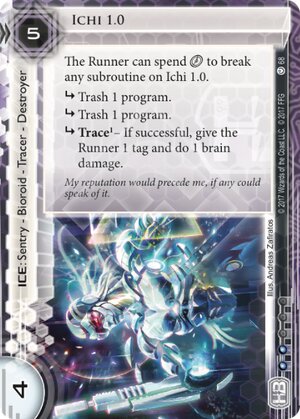 ICHI 1.0
5
The Runner can spend to break
any subroutine on Ichi 1.0.
↳ Trash 1 program.
↳ Trash 1 program.
↳ Trace¹– If successful, give the
Runner 1 tag and do 1 brain
damage.
My reputation would precede me, if any could
speak of it.
ICE: Sentry - Bioroid - Tracer - Destroyer
4
68
©2017 Wizards of the Coast LLC. © 2017 FFG
Illus. Andreas Zafiratos
HB